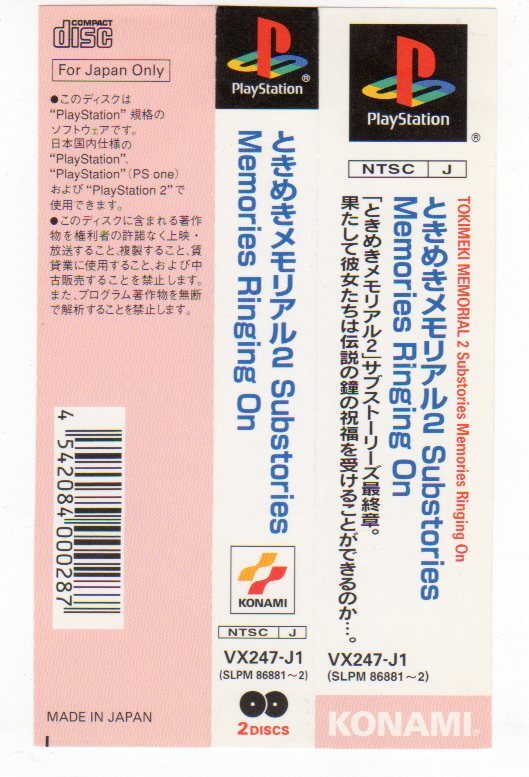 COMPACT
disc
For Japan Only
●このディスクは
“PlayStation” 規格の
ソフトウェアです。
日本国内仕様の
“PlayStation”、
“PlayStation”(PS one)
および“PlayStation 2”で
使用できます。
●このディスクに含まれる著作
物を権利者の許諾なく上映・
放送すること、複製すること、賃
貸業に使用すること、および中
古販売することを禁止します。
また、プログラム著作物を無断
で解析することを禁止します。
4 542084 000287
MADE IN JAPAN
PlayStation
®
ときめきメモリアル2 Substories
Memories Ringing On
KONAMI
NTSC J
VX247-J1
(SLPM 86881～2)
2 DISCS
PlayStation
®
NTSC J
TOKIMEKI MEMORIAL 2 Substories Memories Ringing On
ときめきメモリアル2 Substories
Memories Ringing On
「ときめきメモリアル2」サブストーリーズ最終章。
果たして彼女たちは伝説の鐘の祝福を受けることができるのか…。
VX247-J1
(SLPM 86881～2)
KONAMI®